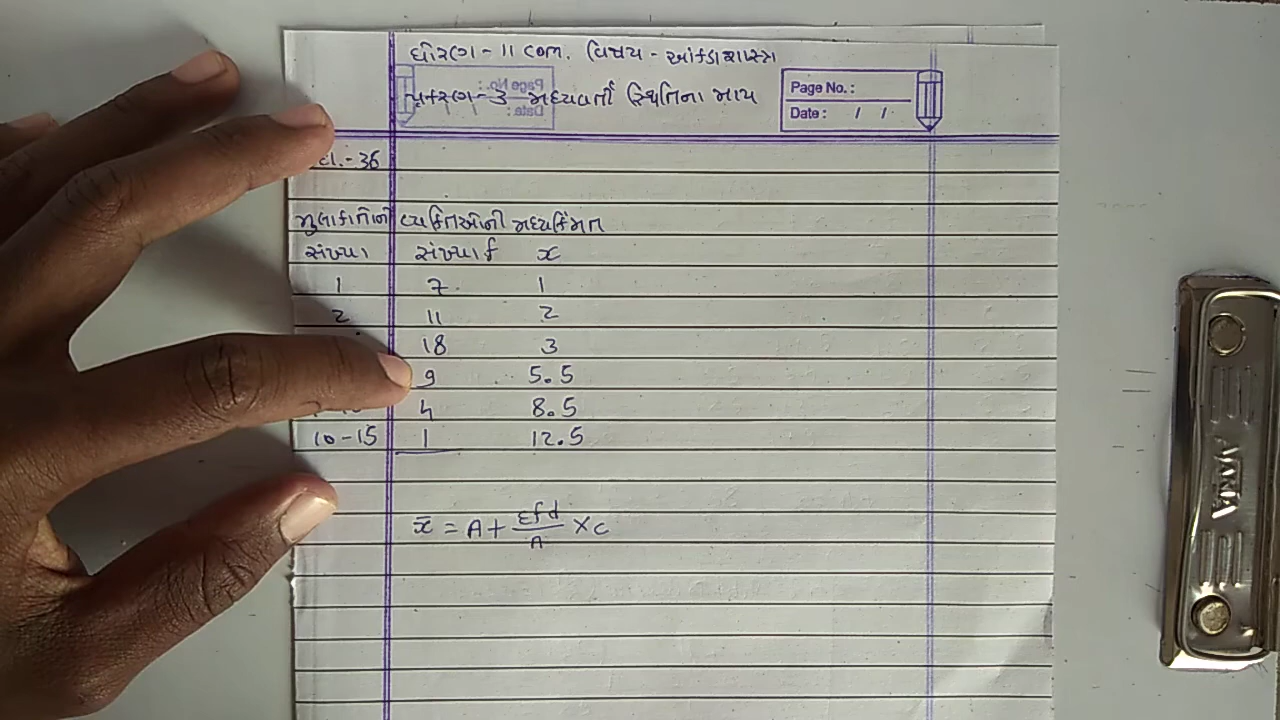 ધોરણ - 11 com. વિષય - આંકડાશાસ્ત્ર
પ્રકરણ - 3 મધ્યવર્તી સ્થિતિના માપ
Page No. :
Date : / /
દા.-36
મુલાકાતોની વ્યક્તિઓની મધ્યકિંમત
સંખ્યા સંખ્યા f x
1 7 1
2 11 2
18 3
9 5.5
4 8.5
10-15 1 12.5
x̄ = A + Σfd/n × C
AJANTA